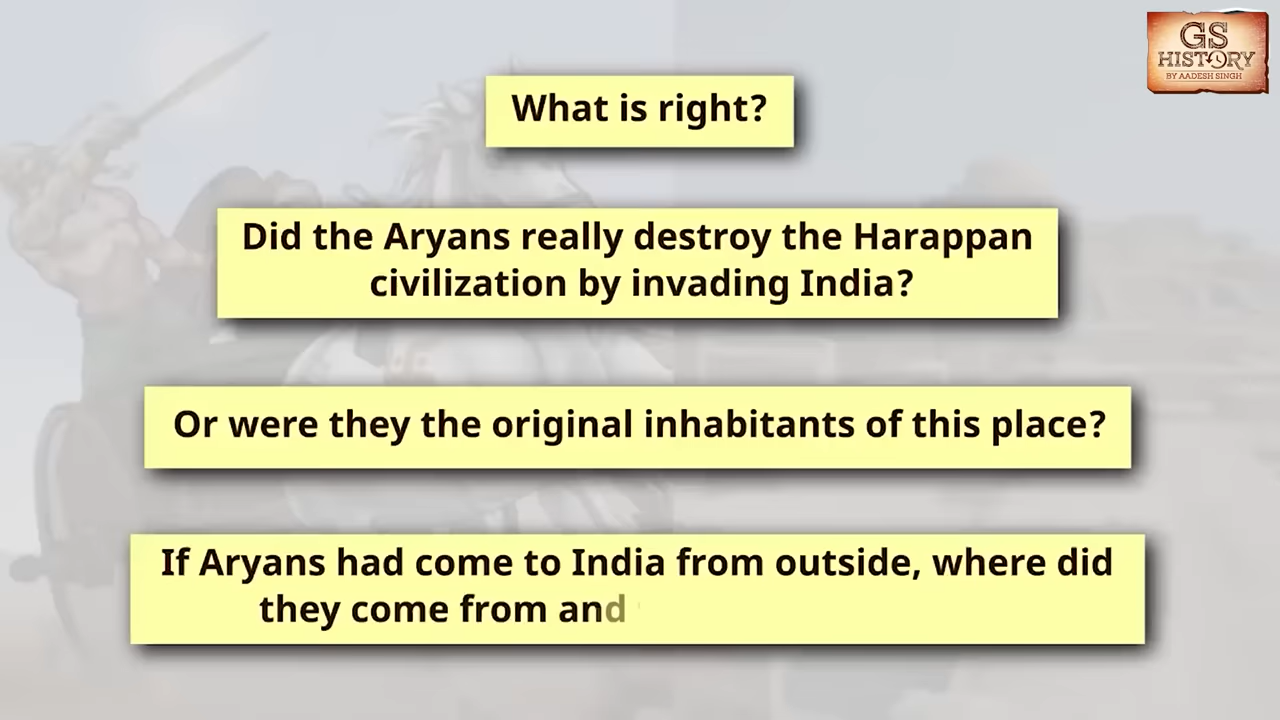 GS
HISTORY
BY AADESH SINGH
What is right?
Did the Aryans really destroy the Harappan
civilization by invading India?
Or were they the original inhabitants of this place?
If Aryans had come to India from outside, where did
they come from and